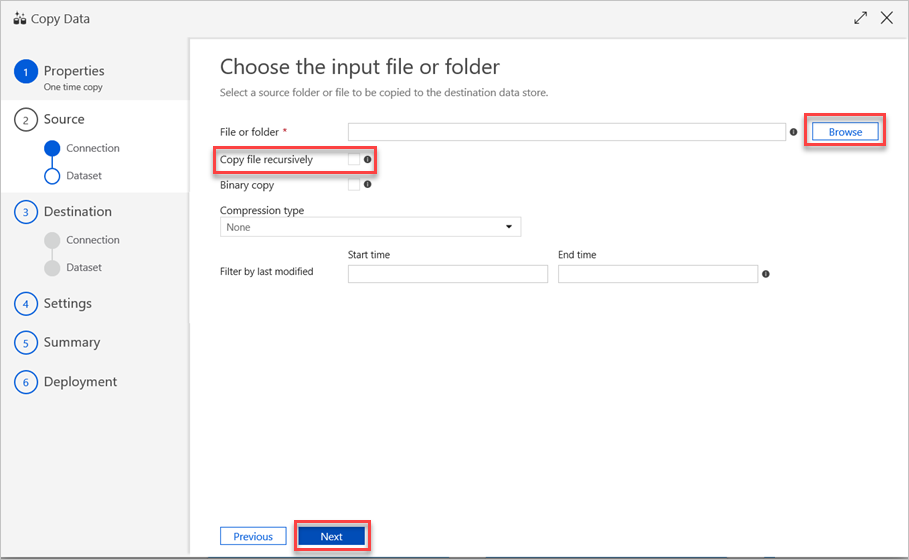 Copy Data
1
Properties
One time copy
2
Source
Connection
Dataset
3
Destination
Connection
Dataset
4
Settings
5
Summary
6
Deployment
Choose the input file or folder
Select a source folder or file to be copied to the destination data store.
File or folder *
Browse
Copy file recursively
Binary copy
Compression type
None
Start time
End time
Filter by last modified
Previous
Next